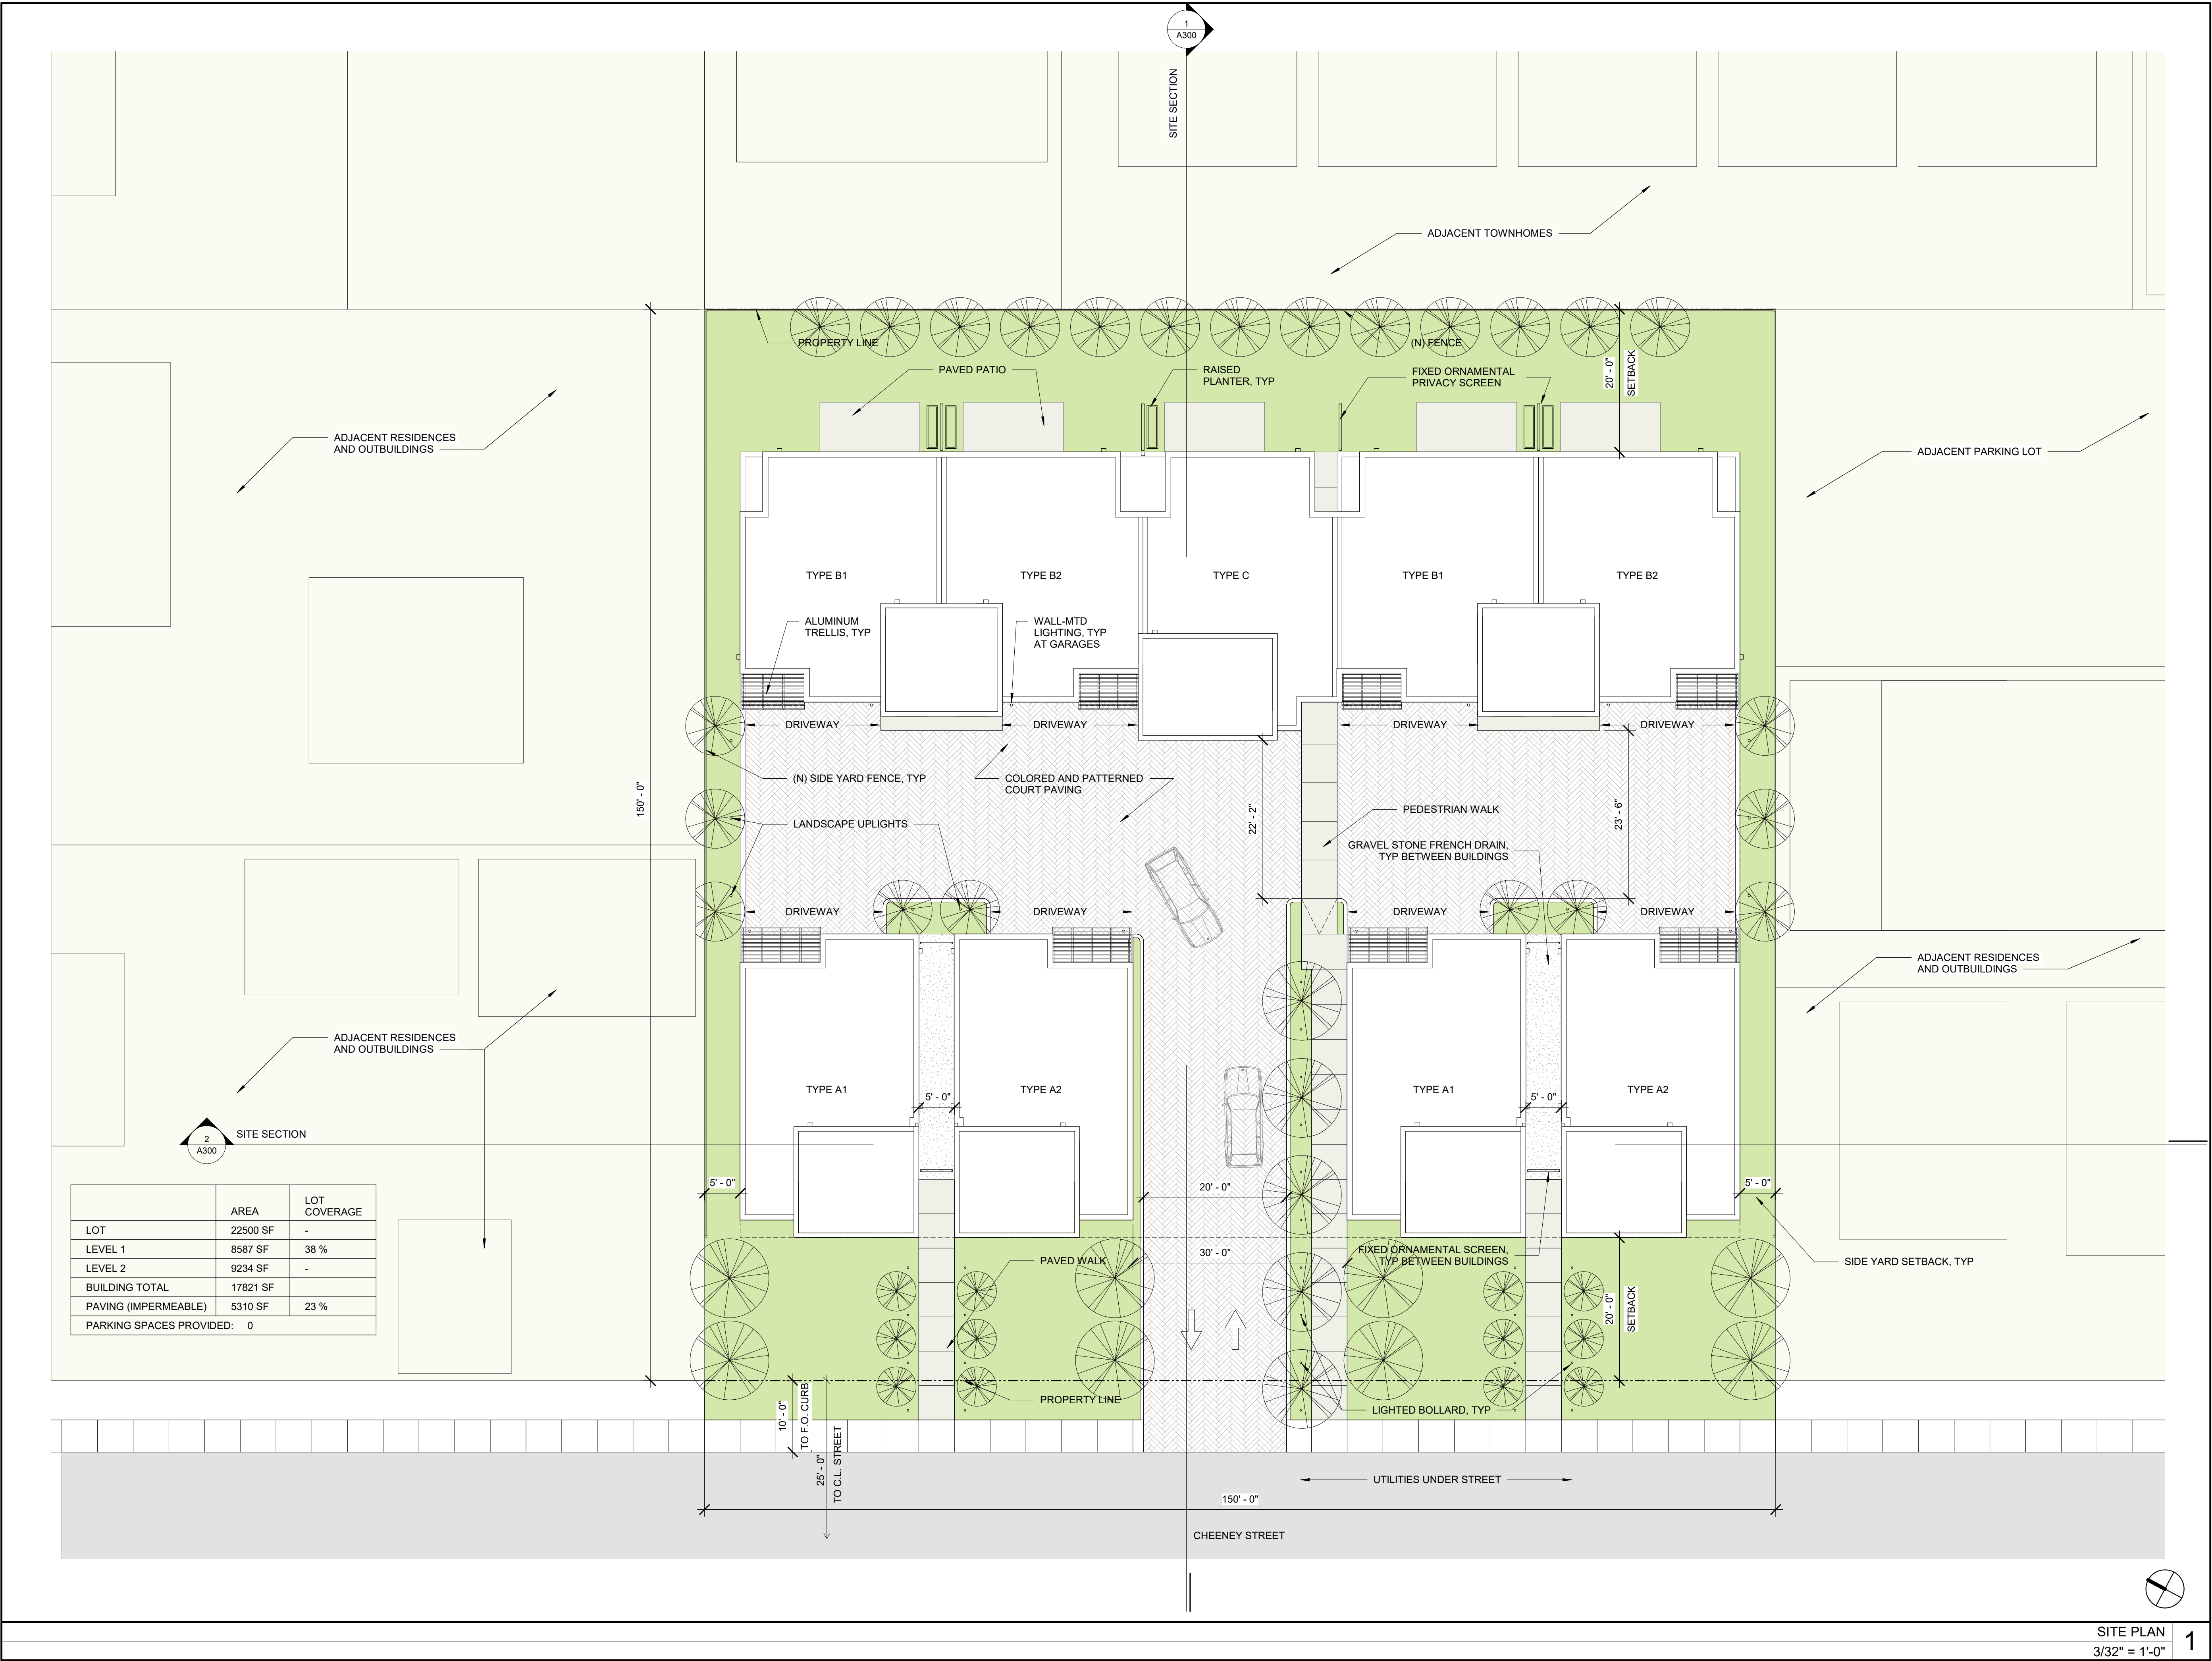 1
A300
SITE SECTION
ADJACENT TOWNHOMES
PROPERTY LINE
(N) FENCE
20' - 0"
SETBACK
PAVED PATIO
RAISED
PLANTER, TYP
FIXED ORNAMENTAL
PRIVACY SCREEN
ADJACENT RESIDENCES
AND OUTBUILDINGS
ADJACENT PARKING LOT
TYPE B1
TYPE B2
TYPE C
TYPE B1
TYPE B2
ALUMINUM
TRELLIS, TYP
WALL-MTD
LIGHTING, TYP
AT GARAGES
DRIVEWAY
DRIVEWAY
DRIVEWAY
DRIVEWAY
150' - 0"
(N) SIDE YARD FENCE, TYP
COLORED AND PATTERNED
COURT PAVING
22' - 2"
23' - 6"
PEDESTRIAN WALK
LANDSCAPE UPLIGHTS
GRAVEL STONE FRENCH DRAIN,
TYP BETWEEN BUILDINGS
DRIVEWAY
DRIVEWAY
DRIVEWAY
DRIVEWAY
ADJACENT RESIDENCES
AND OUTBUILDINGS
ADJACENT RESIDENCES
AND OUTBUILDINGS
TYPE A1
TYPE A2
TYPE A1
TYPE A2
5' - 0"
5' - 0"
2
A300
SITE SECTION
5' - 0"
20' - 0"
5' - 0"
AREA
LOT
COVERAGE
LOT 22500 SF -
LEVEL 1 8587 SF 38 %
LEVEL 2 9234 SF -
BUILDING TOTAL 17821 SF
PAVING (IMPERMEABLE) 5310 SF 23 %
PARKING SPACES PROVIDED: 0
30' - 0"
PAVED WALK
FIXED ORNAMENTAL SCREEN,
TYP BETWEEN BUILDINGS
SIDE YARD SETBACK, TYP
20' - 0"
SETBACK
PROPERTY LINE
LIGHTED BOLLARD, TYP
10' - 0"
TO F.O. CURB
25' - 0"
TO C.L. STREET
UTILITIES UNDER STREET
150' - 0"
CHEENEY STREET
SITE PLAN
3/32" = 1'-0"
1